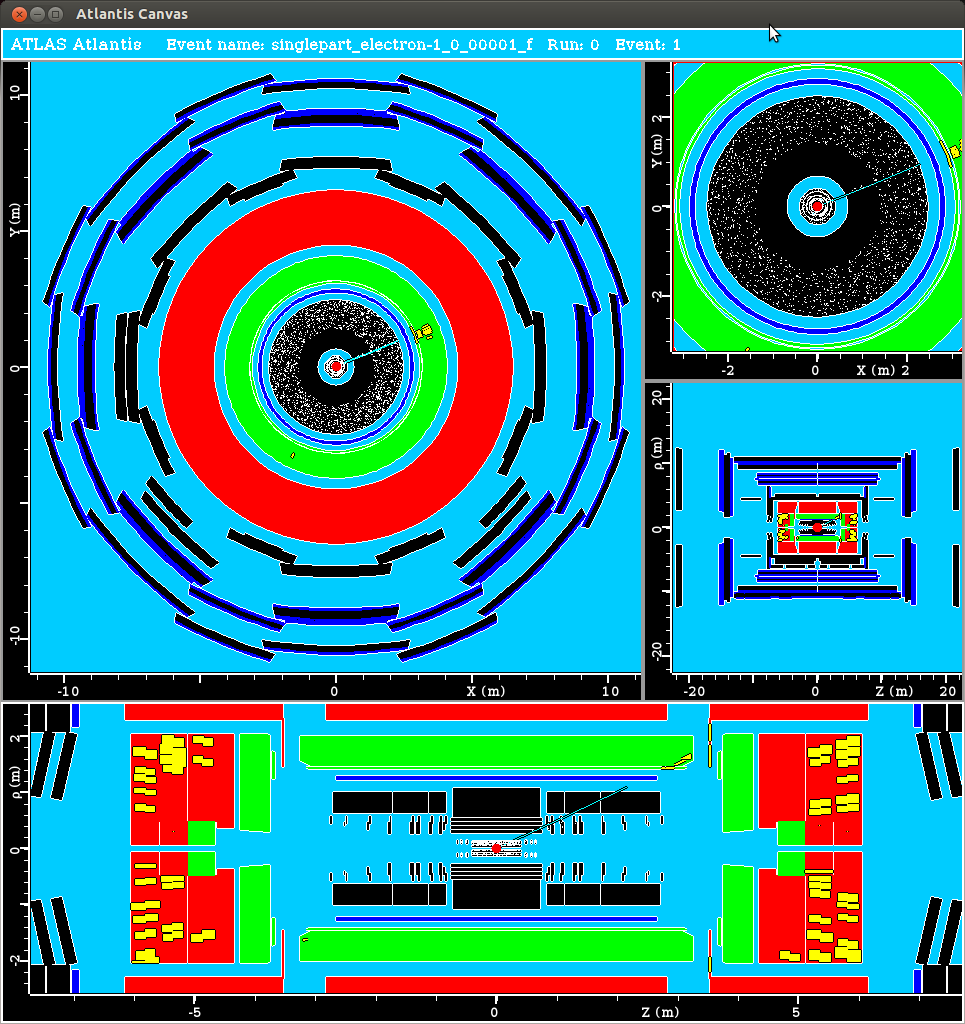 Atlantis Canvas
ATLAS Atlantis Event name: singlepart_electron-1_0_00001_f Run: 0 Event: 1
10
Y (m)
0
-10
-10 0 X (m) 10
2
Y (m)
0
-2
-2 0 X (m) 2
20
ρ (m)
0
-20
-20 0 Z (m) 20
2
ρ (m)
0
-2
-5 0 Z (m) 5